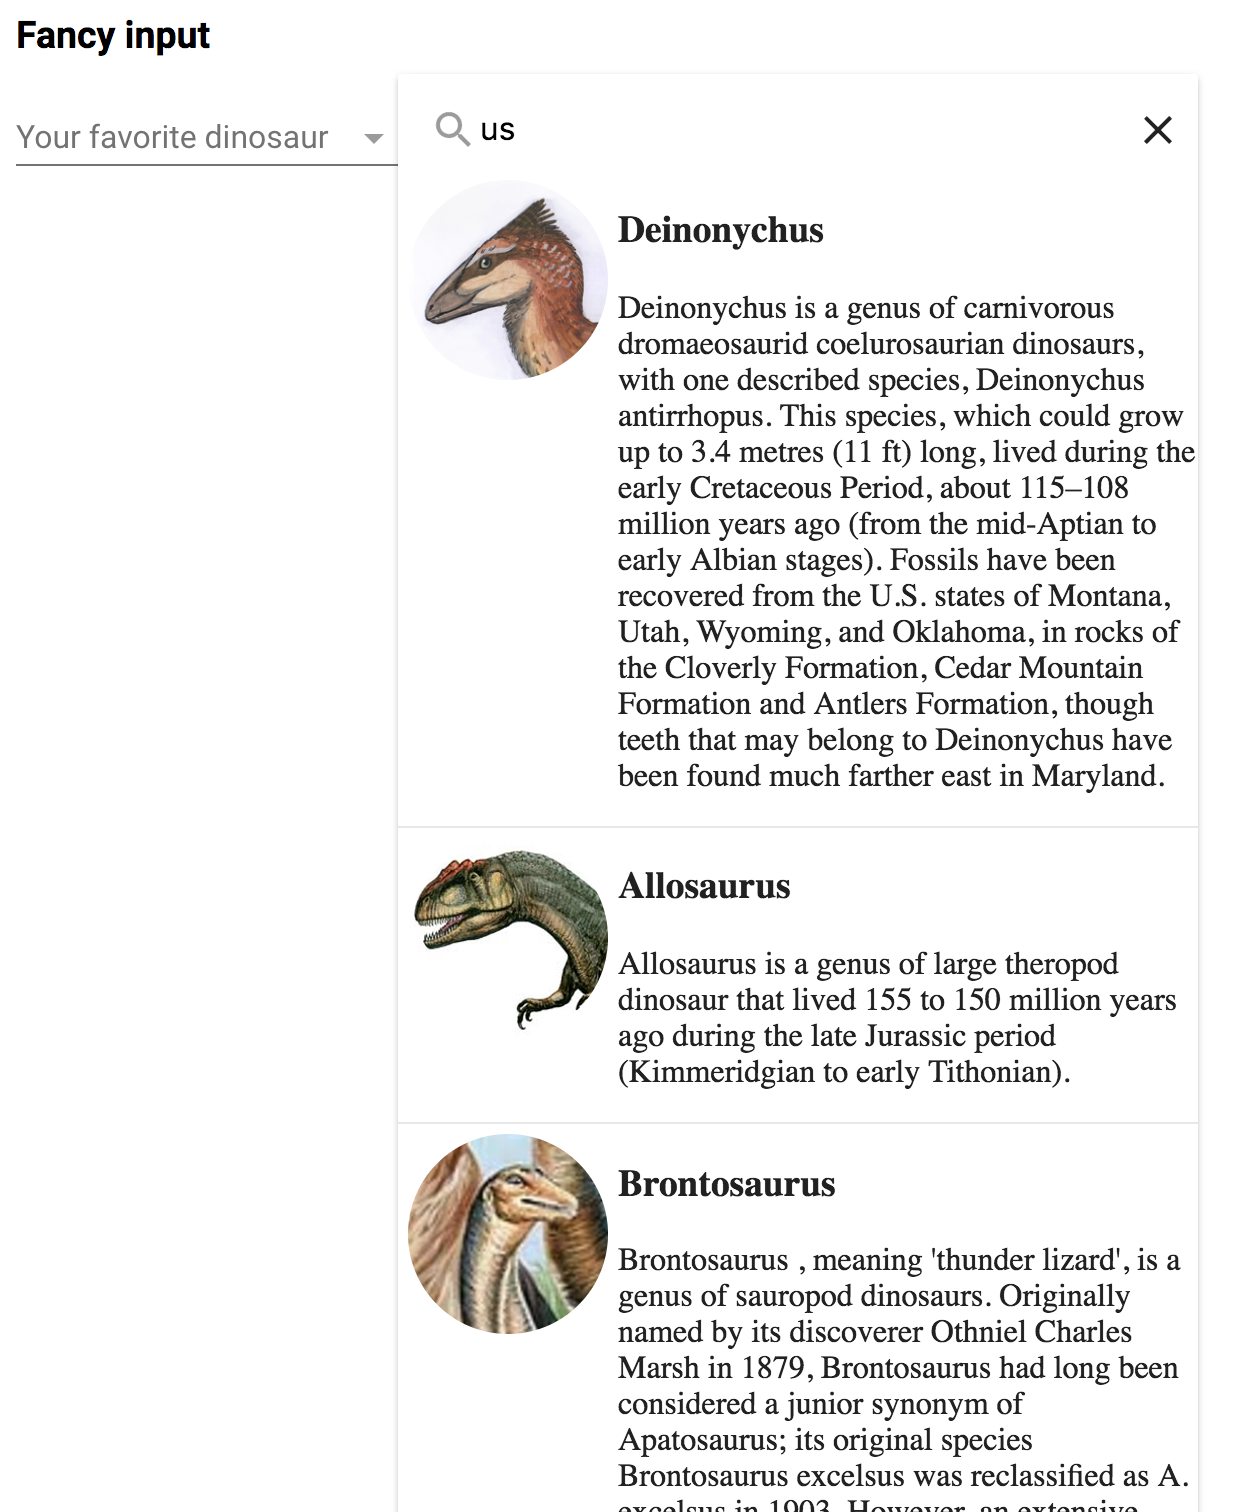 Fancy input
Your favorite dinosaur
us
Deinonychus
Deinonychus is a genus of carnivorous
dromaeosaurid coelurosaurian dinosaurs,
with one described species, Deinonychus
antirrhopus. This species, which could grow
up to 3.4 metres (11 ft) long, lived during the
early Cretaceous Period, about 115–108
million years ago (from the mid-Aptian to
early Albian stages). Fossils have been
recovered from the U.S. states of Montana,
Utah, Wyoming, and Oklahoma, in rocks of
the Cloverly Formation, Cedar Mountain
Formation and Antlers Formation, though
teeth that may belong to Deinonychus have
been found much farther east in Maryland.
Allosaurus
Allosaurus is a genus of large theropod
dinosaur that lived 155 to 150 million years
ago during the late Jurassic period
(Kimmeridgian to early Tithonian).
Brontosaurus
Brontosaurus , meaning 'thunder lizard', is a
genus of sauropod dinosaurs. Originally
named by its discoverer Othniel Charles
Marsh in 1879, Brontosaurus had long been
considered a junior synonym of
Apatosaurus; its original species
Brontosaurus excelsus was reclassified as A.
excelsus in 1903. However, an extensive